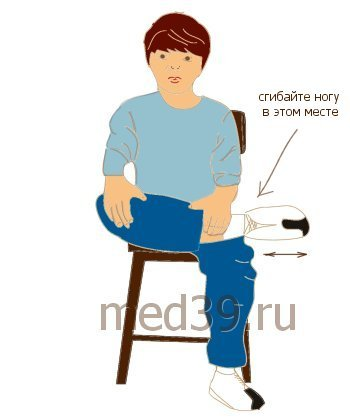 сгибайте ногу
в этом месте
med39.ru